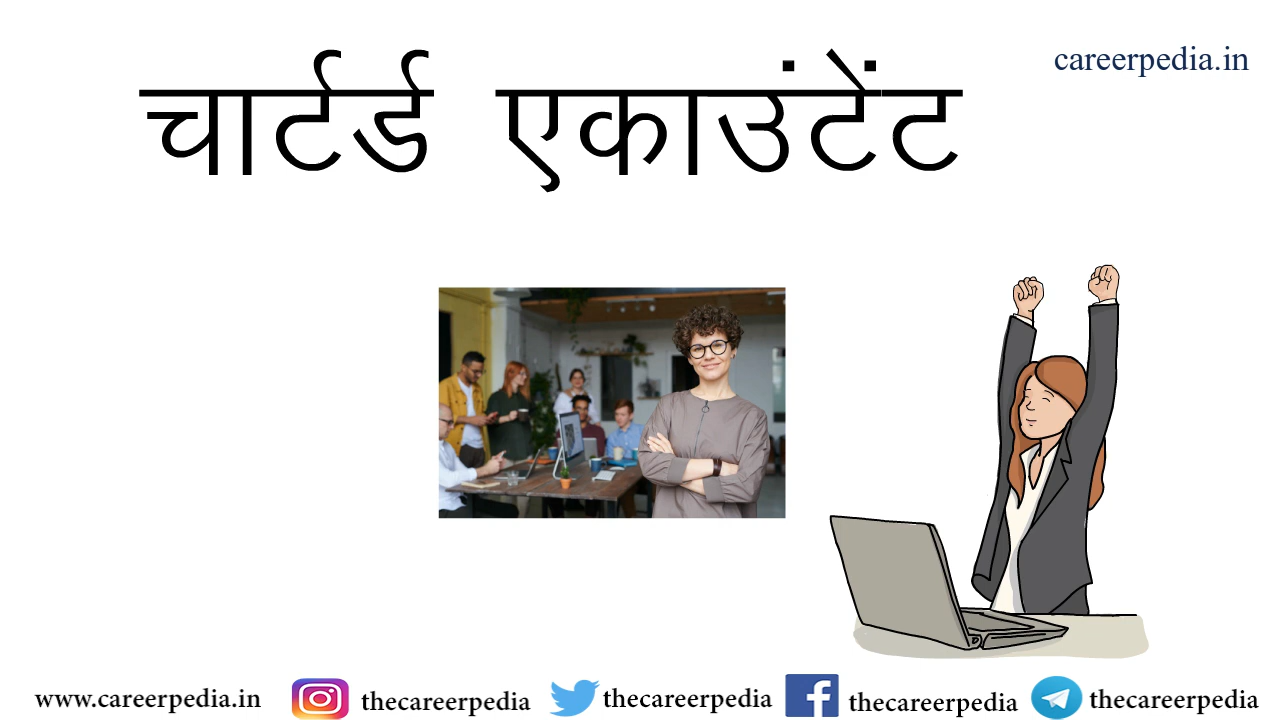 careerpedia.in
चार्टर्ड एकाउंटेंट
www.careerpedia.in thecareerpedia thecareerpedia thecareerpedia thecareerpedia